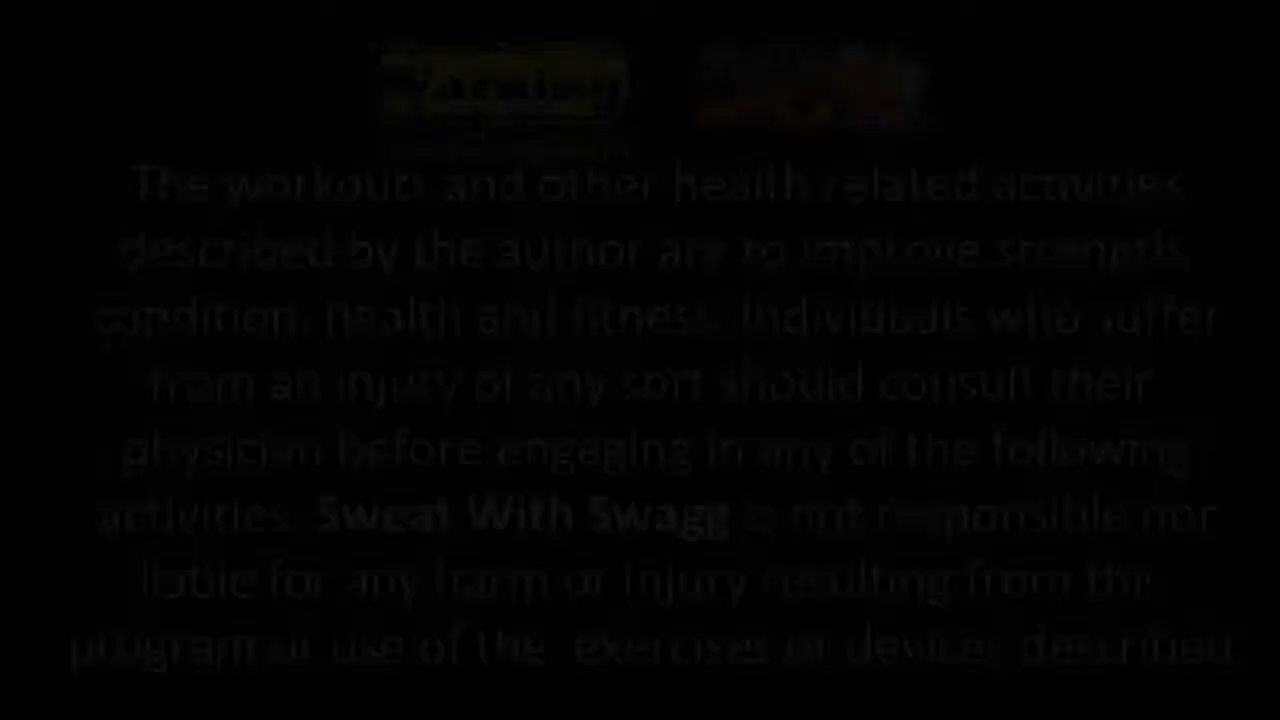 The workouts and other health related activities
described by the author are to improve strength,
condition, health and fitness. Individuals who suffer
from an injury of any sort should consult their
physician before engaging in any of the following
activities. Sweat With Swagg is not responsible nor
liable for any harm or injury resulting from this
program or use of the exercises or devices described